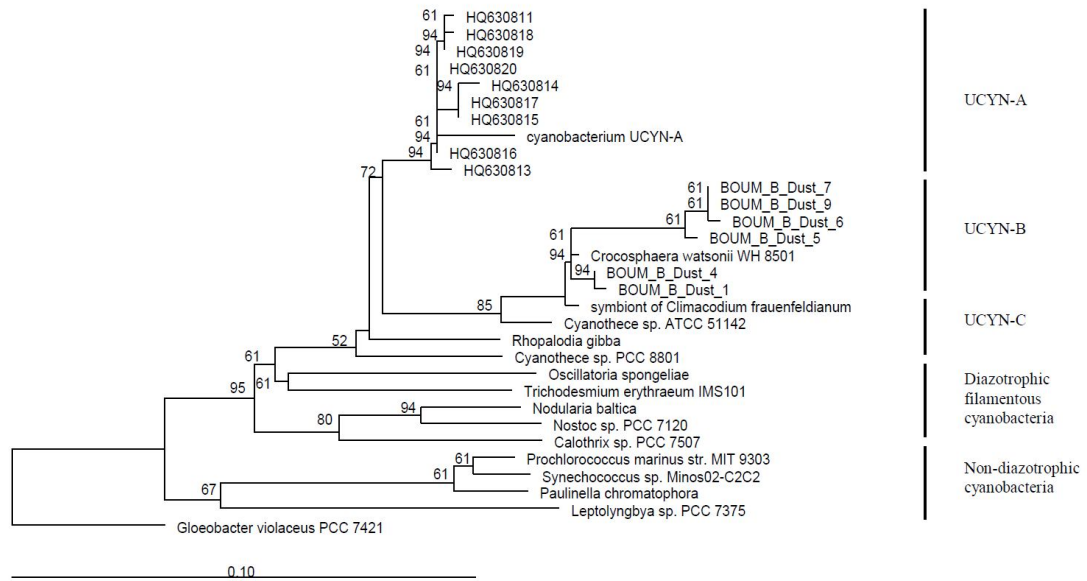 61 HQ630811
94 HQ630818
94 HQ630819
61 HQ630820
94 HQ630814
HQ630817
61 HQ630815
94 cyanobacterium UCYN-A
94 HQ630816
HQ630813
UCYN-A
72
61 BOUM_B_Dust_7
61 BOUM_B_Dust_9
61 BOUM_B_Dust_6
61 BOUM_B_Dust_5
94 Crocosphaera watsonii WH 8501
94 BOUM_B_Dust_4
BOUM_B_Dust_1
UCYN-B
85 symbiont of Climacodium frauenfeldianum
Cyanothece sp. ATCC 51142
52 Rhopalodia gibba
Cyanothece sp. PCC 8801
UCYN-C
61
95 61 Oscillatoria spongeliae
Trichodesmium erythraeum IMS101
94 Nodularia baltica
80 Nostoc sp. PCC 7120
Calothrix sp. PCC 7507
Diazotrophic
filamentous
cyanobacteria
61 Prochlorococcus marinus str. MIT 9303
61 Synechococcus sp. Minos02-C2C2
Paulinella chromatophora
67 Leptolyngbya sp. PCC 7375
Non-diazotrophic
cyanobacteria
Gloeobacter violaceus PCC 7421
0.10